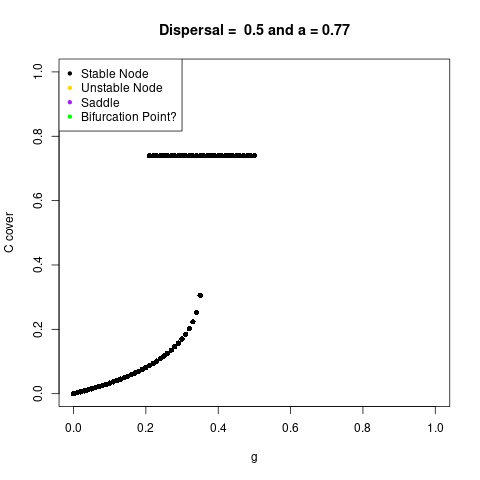 Dispersal =  0.5 and a = 0.77
Stable Node
Unstable Node
Saddle
Bifurcation Point?
C cover
1.0
0.8
0.6
0.4
0.2
0.0
0.0 0.2 0.4 0.6 0.8 1.0
g